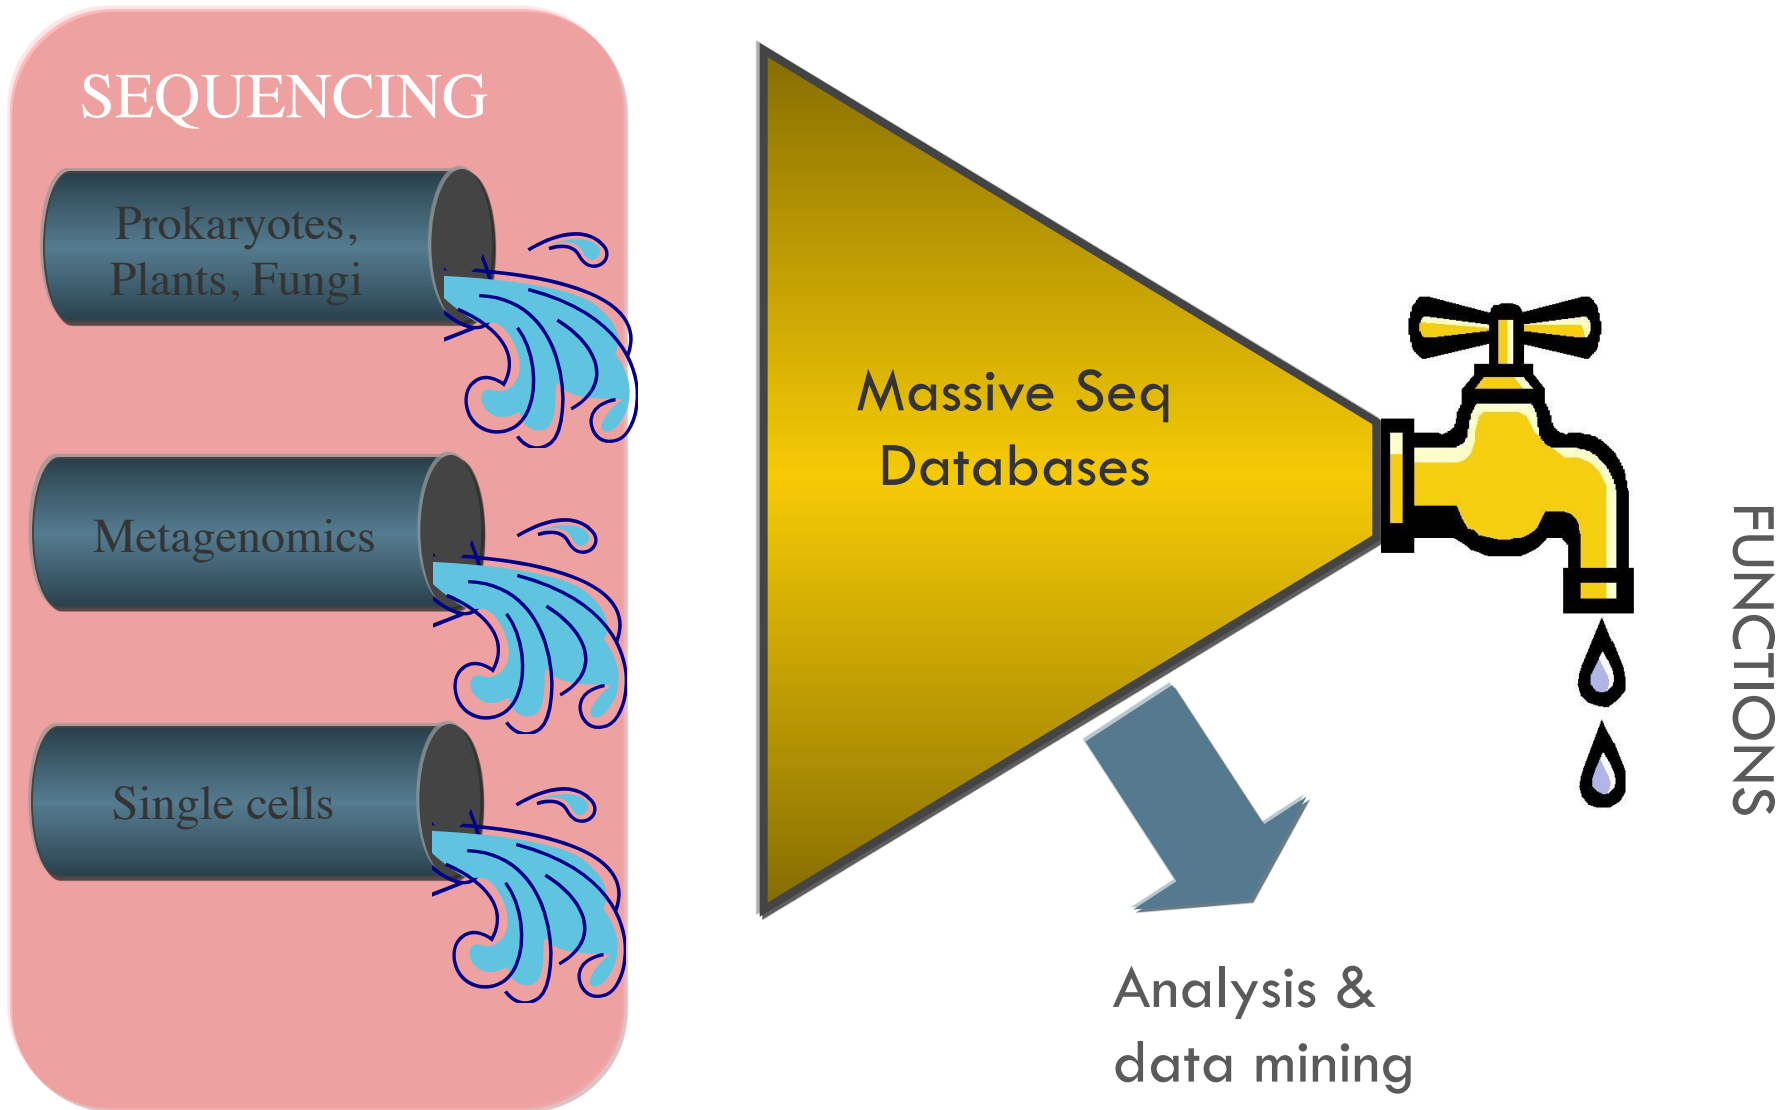 SEQUENCING
Prokaryotes,
Plants, Fungi
Metagenomics
Single cells
Massive Seq
Databases
Analysis &
data mining
FUNCTIONS